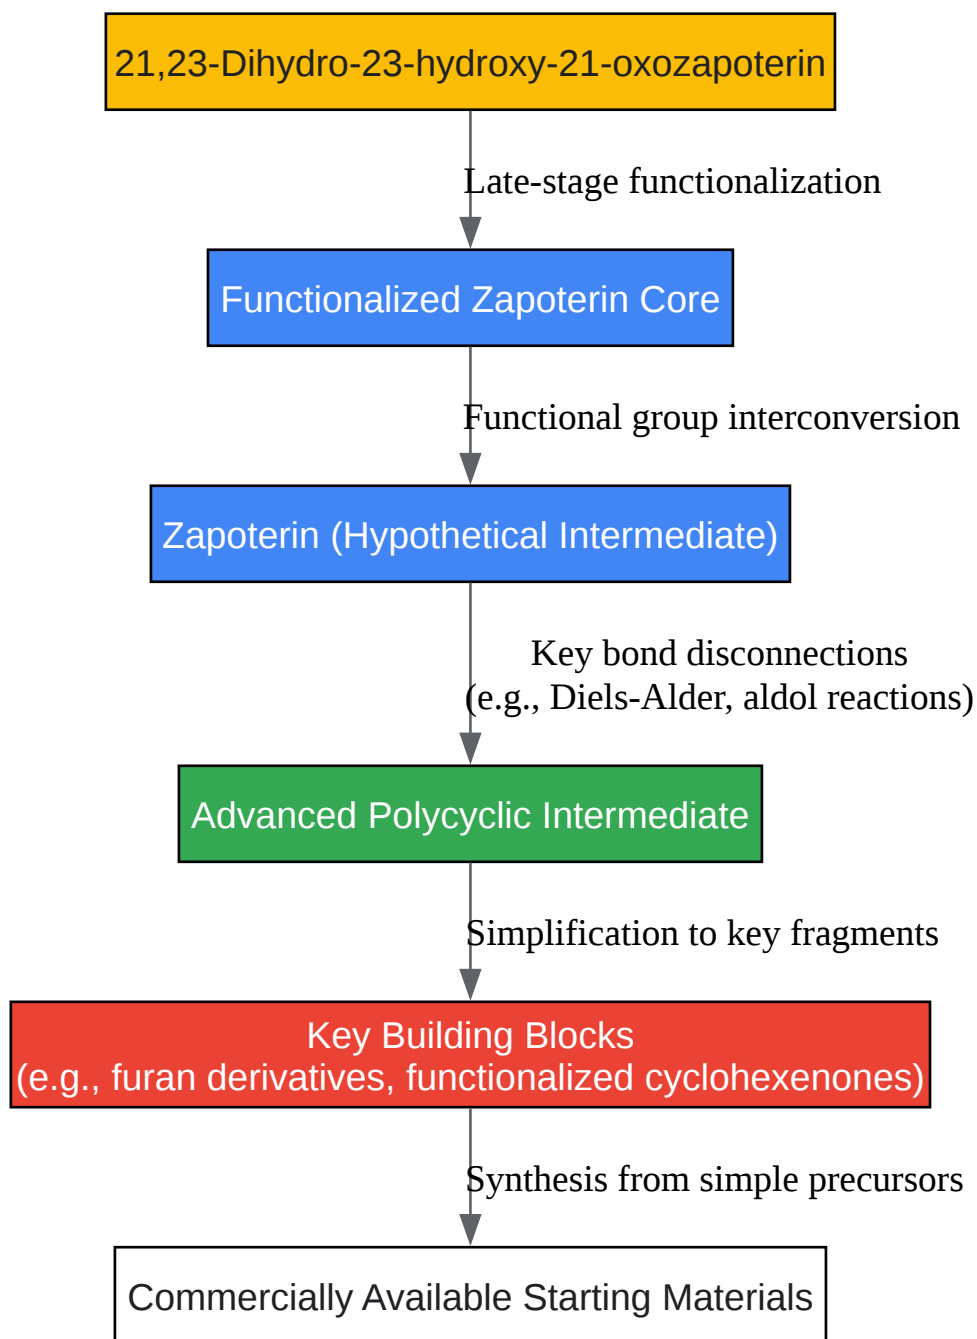 21,23-Dihydro-23-hydroxy-21-oxozapoterin
Late-stage functionalization
Functionalized Zapoterin Core
Functional group interconversion
Zapoterin (Hypothetical Intermediate)
Key bond disconnections
(e.g., Diels-Alder, aldol reactions)
Advanced Polycyclic Intermediate
Simplification to key fragments
Key Building Blocks
(e.g., furan derivatives, functionalized cyclohexenones)
Synthesis from simple precursors
Commercially Available Starting Materials